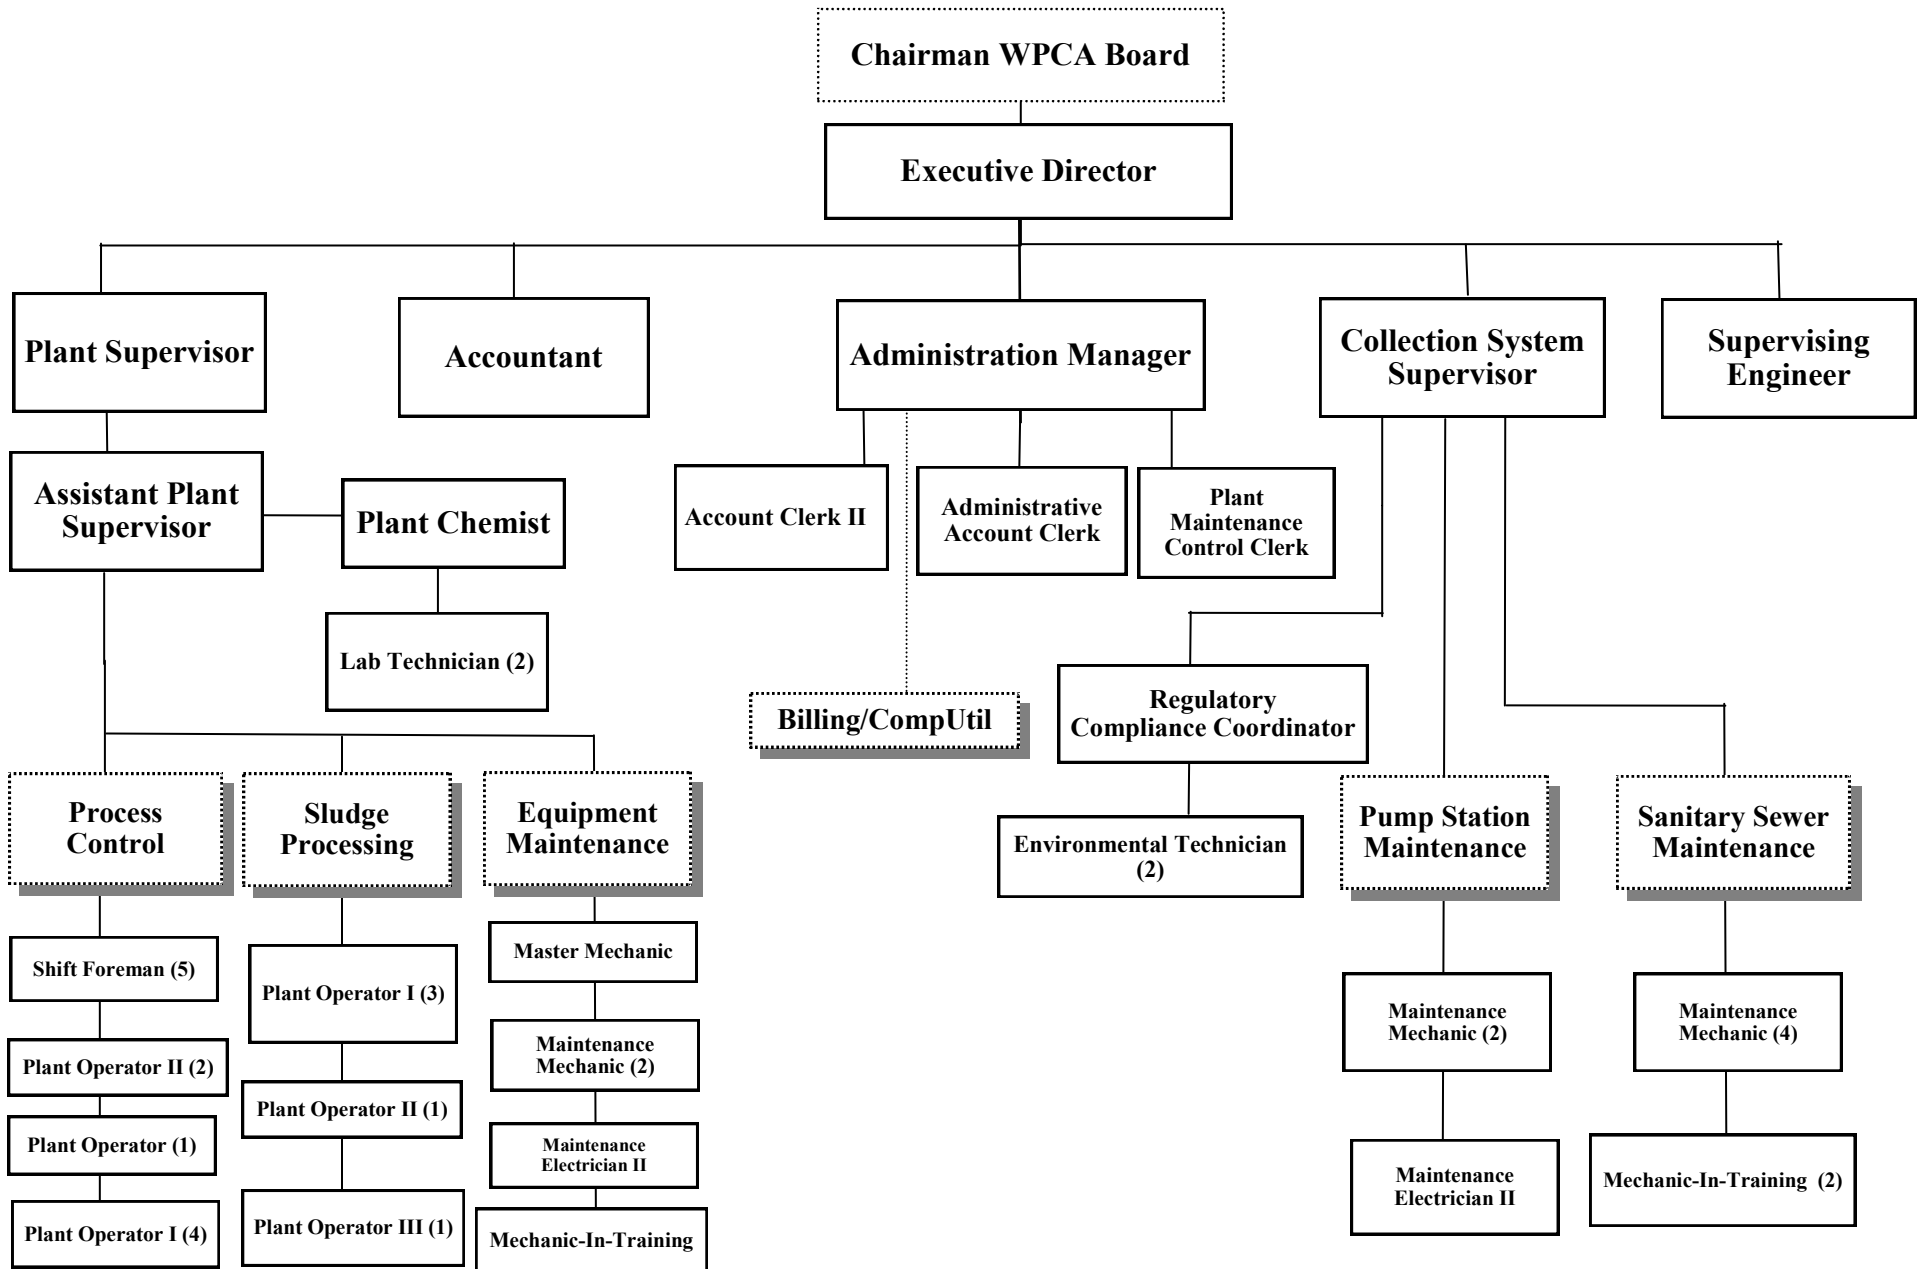 Chairman WPCA Board
Executive Director
Plant Supervisor
Accountant
Administration Manager
Collection System
Supervisor
Supervising
Engineer
Assistant Plant
Supervisor
Plant Chemist
Account Clerk II
Administrative
Account Clerk
Plant
Maintenance
Control Clerk
Lab Technician (2)
Billing/CompUtil
Regulatory
Compliance Coordinator
Process
Control
Sludge
Processing
Equipment
Maintenance
Environmental Technician
(2)
Pump Station
Maintenance
Sanitary Sewer
Maintenance
Shift Foreman (5)
Plant Operator II (2)
Plant Operator (1)
Plant Operator I (4)
Plant Operator I (3)
Plant Operator II (1)
Plant Operator III (1)
Master Mechanic
Maintenance
Mechanic (2)
Maintenance
Electrician II
Mechanic-In-Training
Maintenance
Mechanic (2)
Maintenance
Electrician II
Maintenance
Mechanic (4)
Mechanic-In-Training (2)